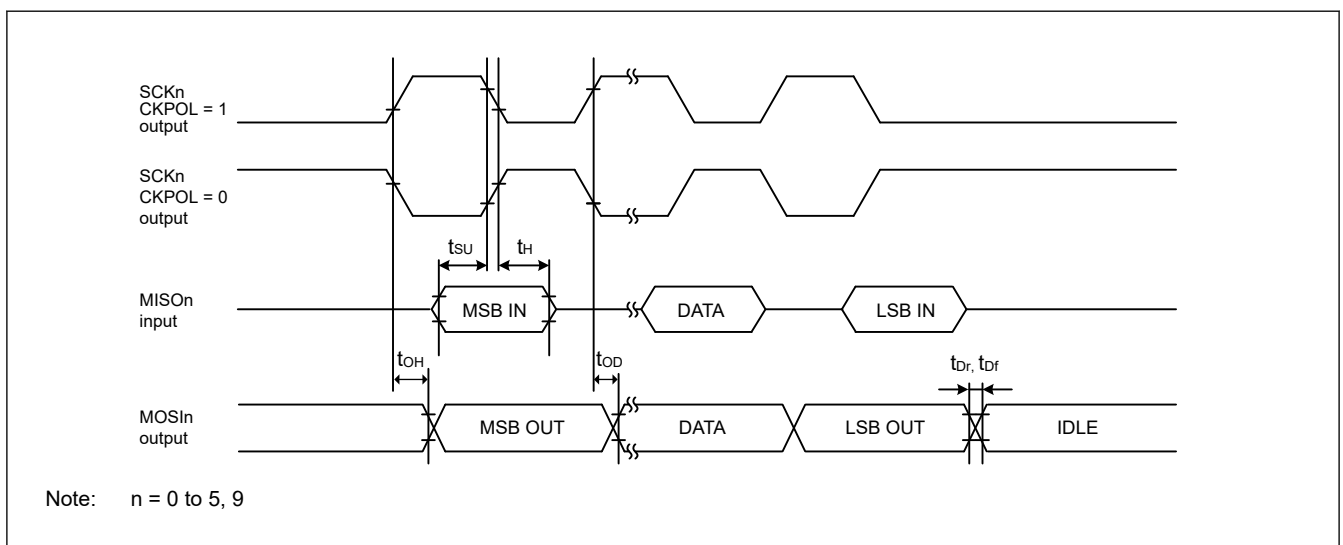 SCKn
CKPOL = 1
output
SCKn
CKPOL = 0
output
tSU
tH
MISOn
input
MSB IN
DATA
LSB IN
tOH
tOD
tDr, tDf
MOSIn
output
MSB OUT
DATA
LSB OUT
IDLE
Note: n = 0 to 5, 9